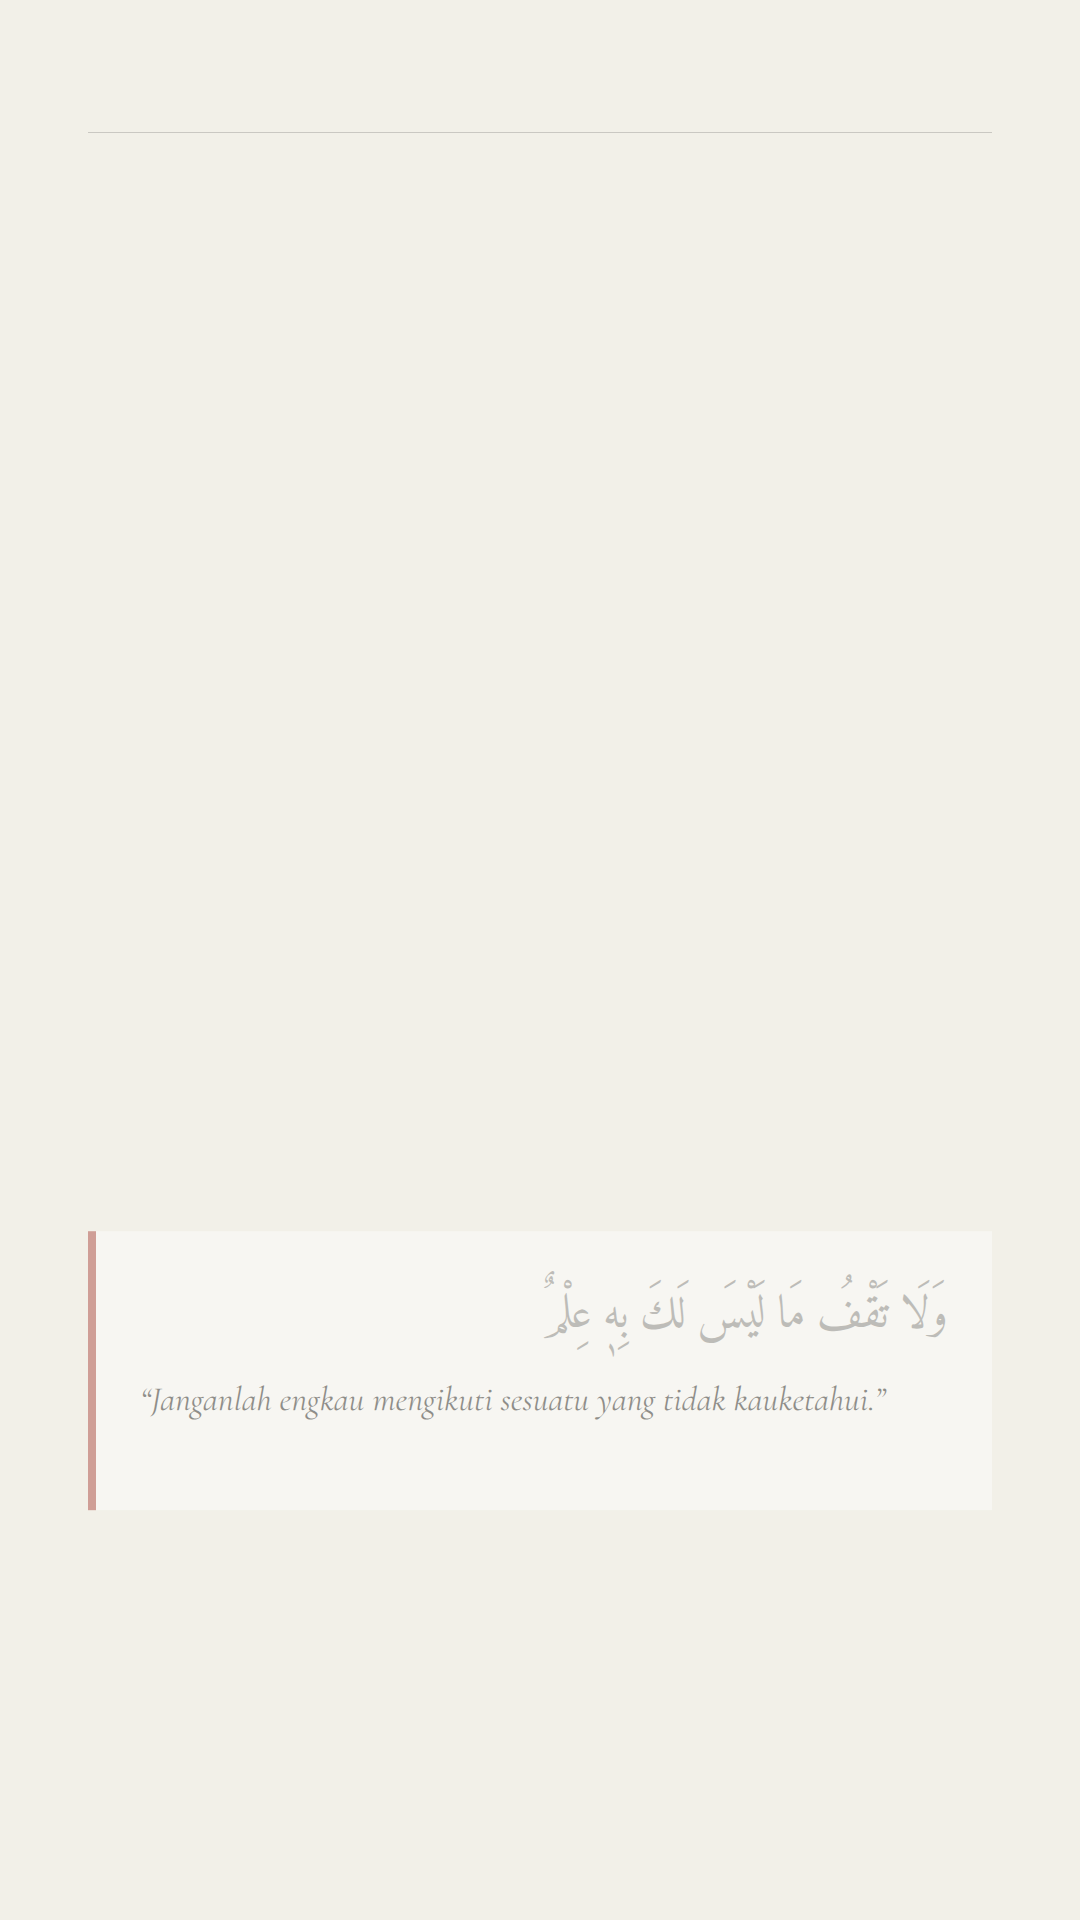 وَلَا تَقْفُ مَا لَيْسَ لَكَ بِهٖ عِلْمٌ
“Janganlah engkau mengikuti sesuatu yang tidak kauketahui.”